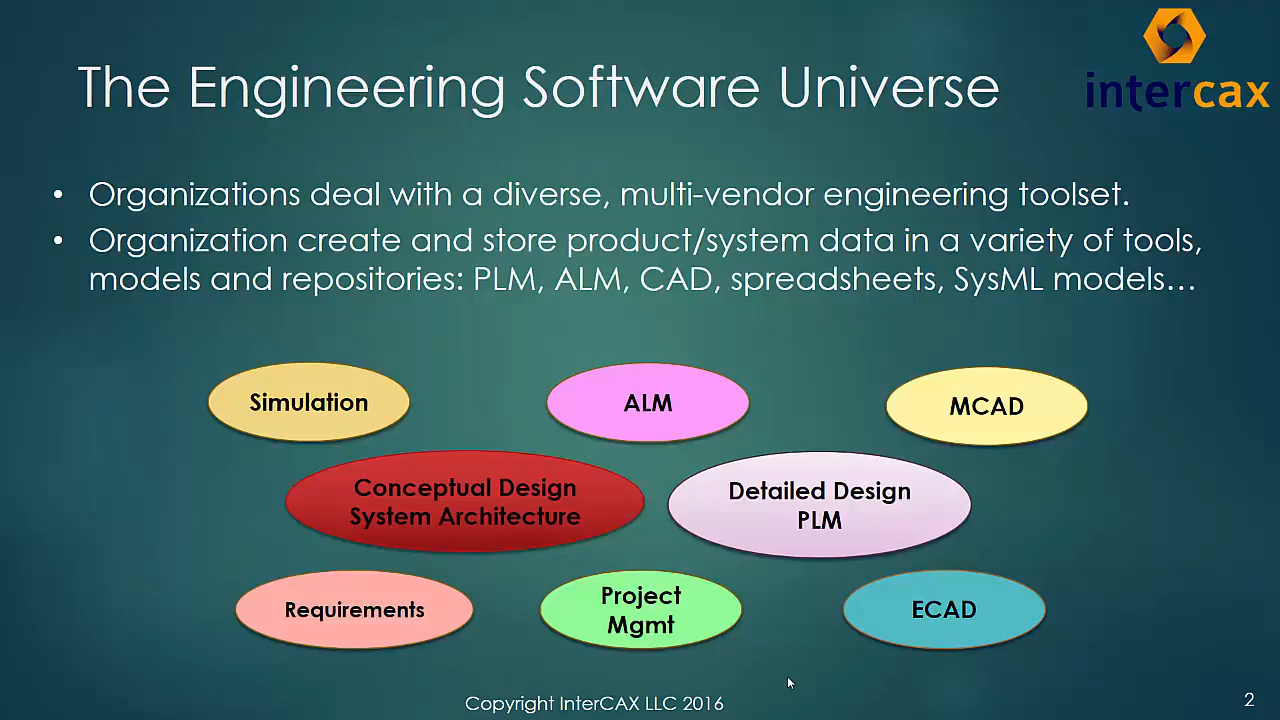 The Engineering Software Universe
intercax
• Organizations deal with a diverse, multi-vendor engineering toolset.
• Organization create and store product/system data in a variety of tools,
models and repositories: PLM, ALM, CAD, spreadsheets, SysML models…
Simulation
ALM
MCAD
Conceptual Design
System Architecture
Detailed Design
PLM
Requirements
Project
Mgmt
ECAD
Copyright InterCAX LLC 2016
2